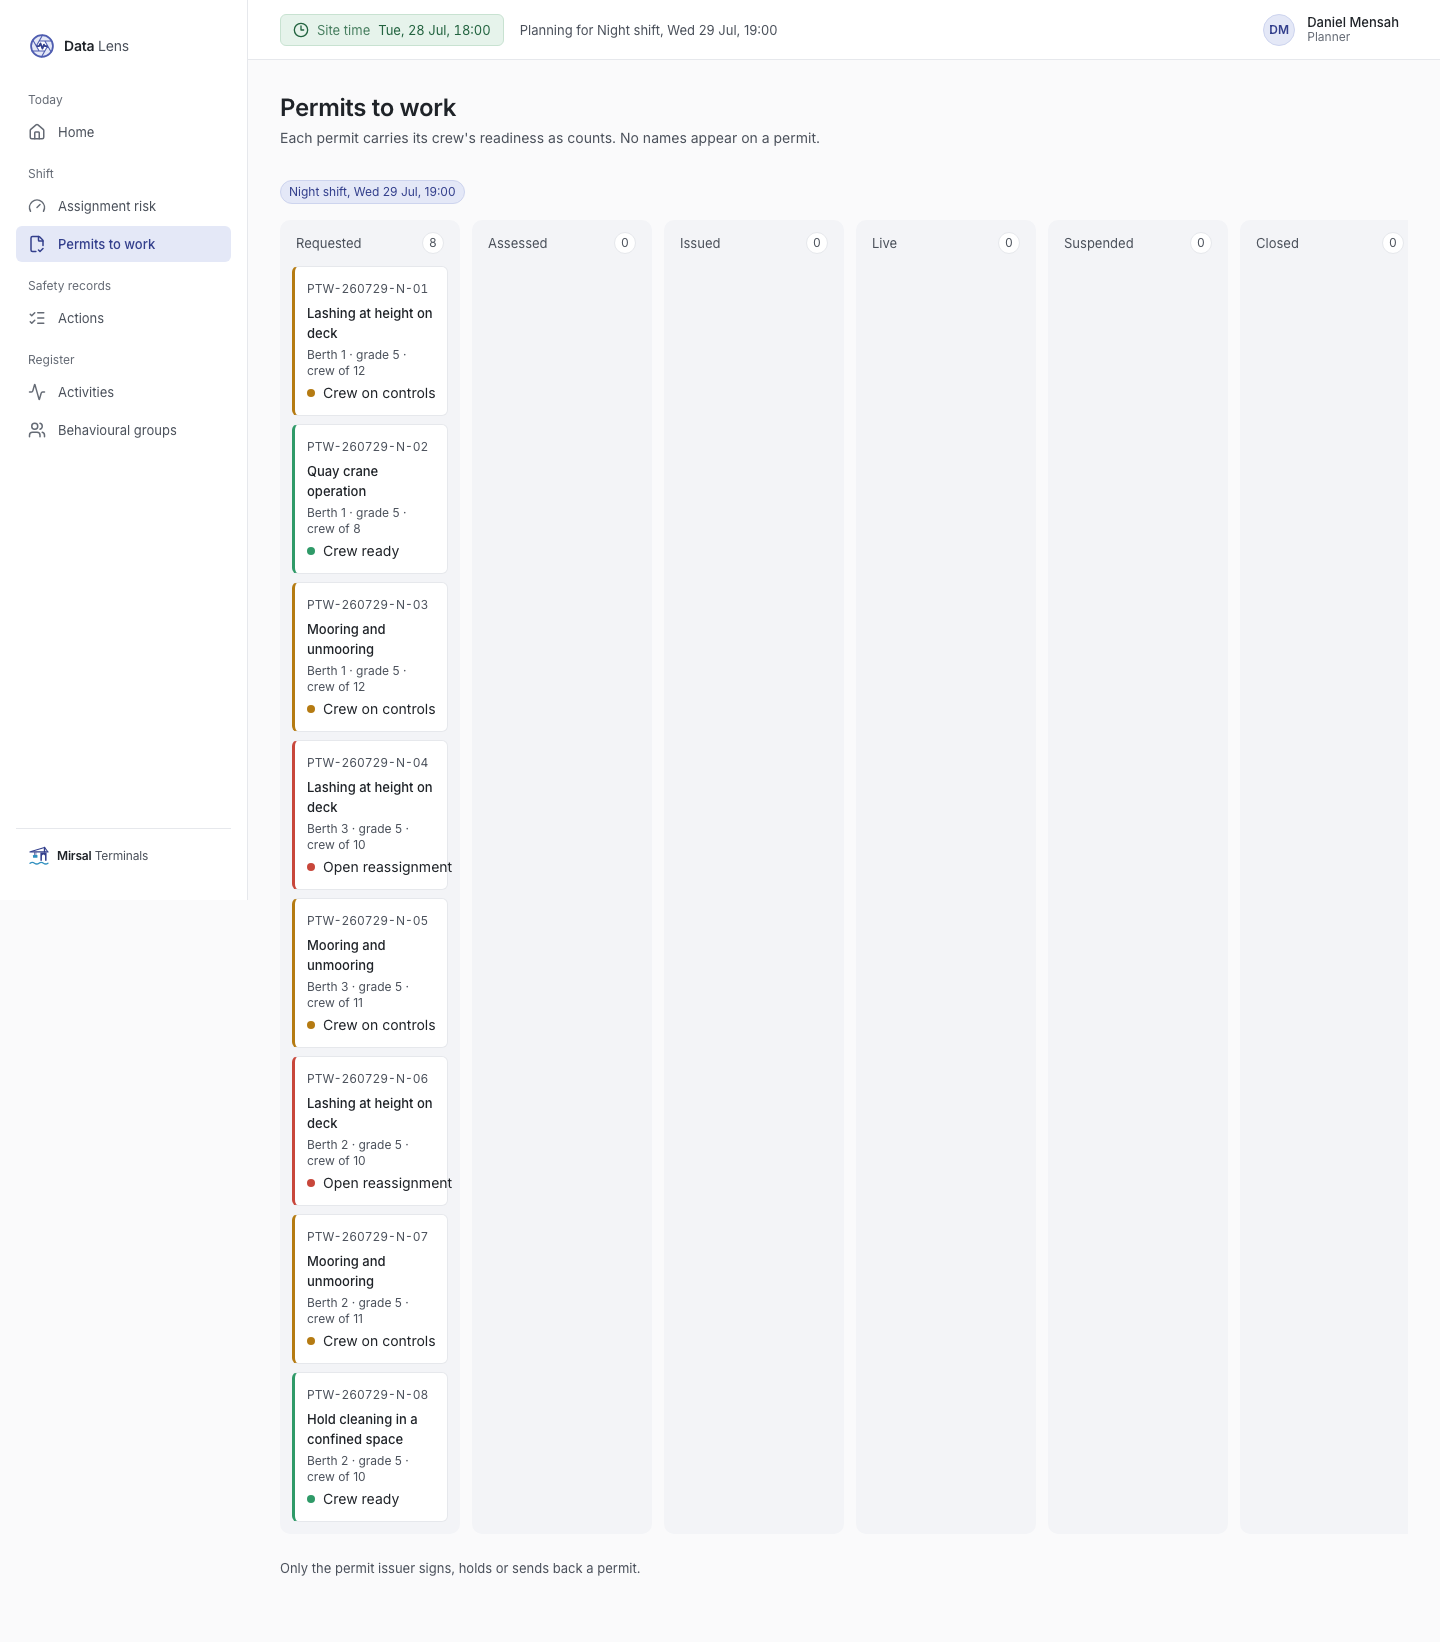 Data Lens
Today
Home
Shift
Assignment risk
Permits to work
Safety records
Actions
Register
Activities
Behavioural groups
Mirsal Terminals
Site time Tue, 28 Jul, 18:00
Planning for Night shift, Wed 29 Jul, 19:00
DM
Daniel Mensah
Planner
Permits to work
Each permit carries its crew's readiness as counts. No names appear on a permit.
Night shift, Wed 29 Jul, 19:00
Requested 8
PTW-260729-N-01
Lashing at height on
deck
Berth 1 · grade 5 ·
crew of 12
Crew on controls
PTW-260729-N-02
Quay crane
operation
Berth 1 · grade 5 ·
crew of 8
Crew ready
PTW-260729-N-03
Mooring and
unmooring
Berth 1 · grade 5 ·
crew of 12
Crew on controls
PTW-260729-N-04
Lashing at height on
deck
Berth 3 · grade 5 ·
crew of 10
Open reassignment
PTW-260729-N-05
Mooring and
unmooring
Berth 3 · grade 5 ·
crew of 11
Crew on controls
PTW-260729-N-06
Lashing at height on
deck
Berth 2 · grade 5 ·
crew of 10
Open reassignment
PTW-260729-N-07
Mooring and
unmooring
Berth 2 · grade 5 ·
crew of 11
Crew on controls
PTW-260729-N-08
Hold cleaning in a
confined space
Berth 2 · grade 5 ·
crew of 10
Crew ready
Assessed 0
Issued 0
Live 0
Suspended 0
Closed 0
Only the permit issuer signs, holds or sends back a permit.